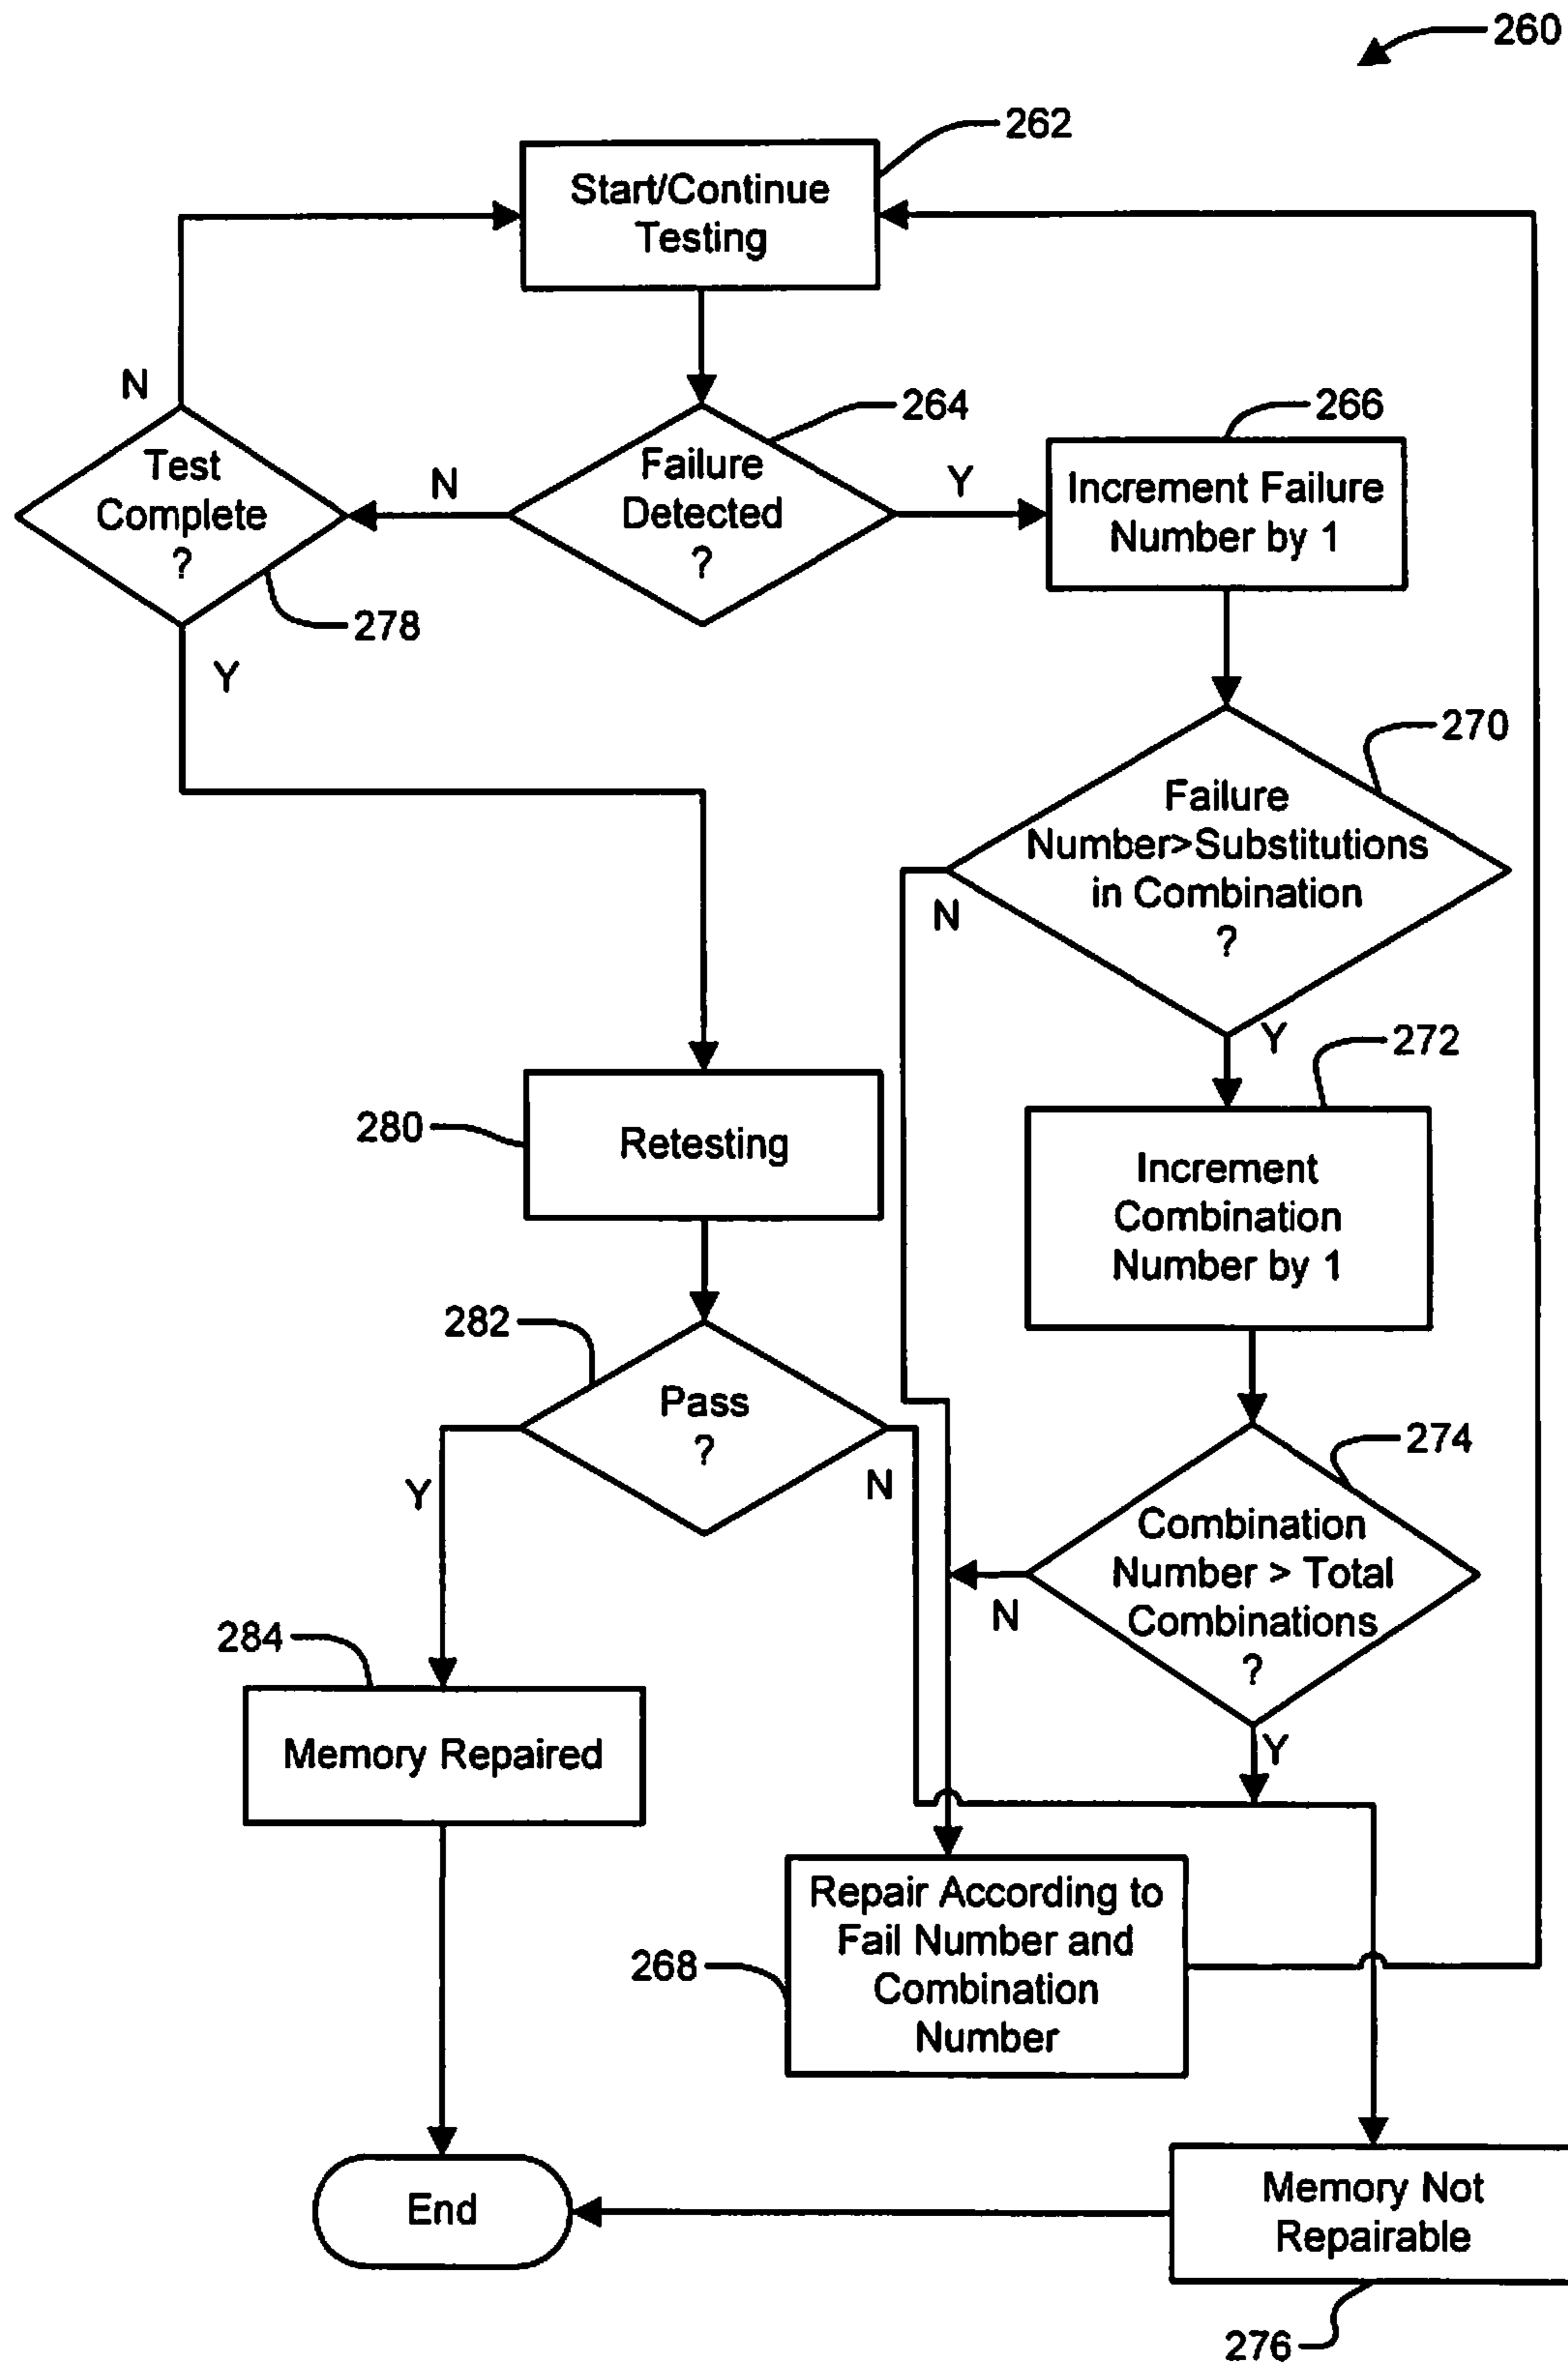 260
262
Start/Continue
Testing
N
264
266
Test
Complete
?
N
Failure
Detected
?
Y
Increment Failure
Number by 1
278
Y
270
Failure
Number>Substitutions
in Combination
?
N
Y
272
280
Retesting
Increment
Combination
Number by 1
282
Pass
?
Y
N
274
Combination
Number > Total
Combinations
?
N
Y
284
Memory Repaired
268
Repair According to
Fail Number and
Combination
Number
End
Memory Not
Repairable
276